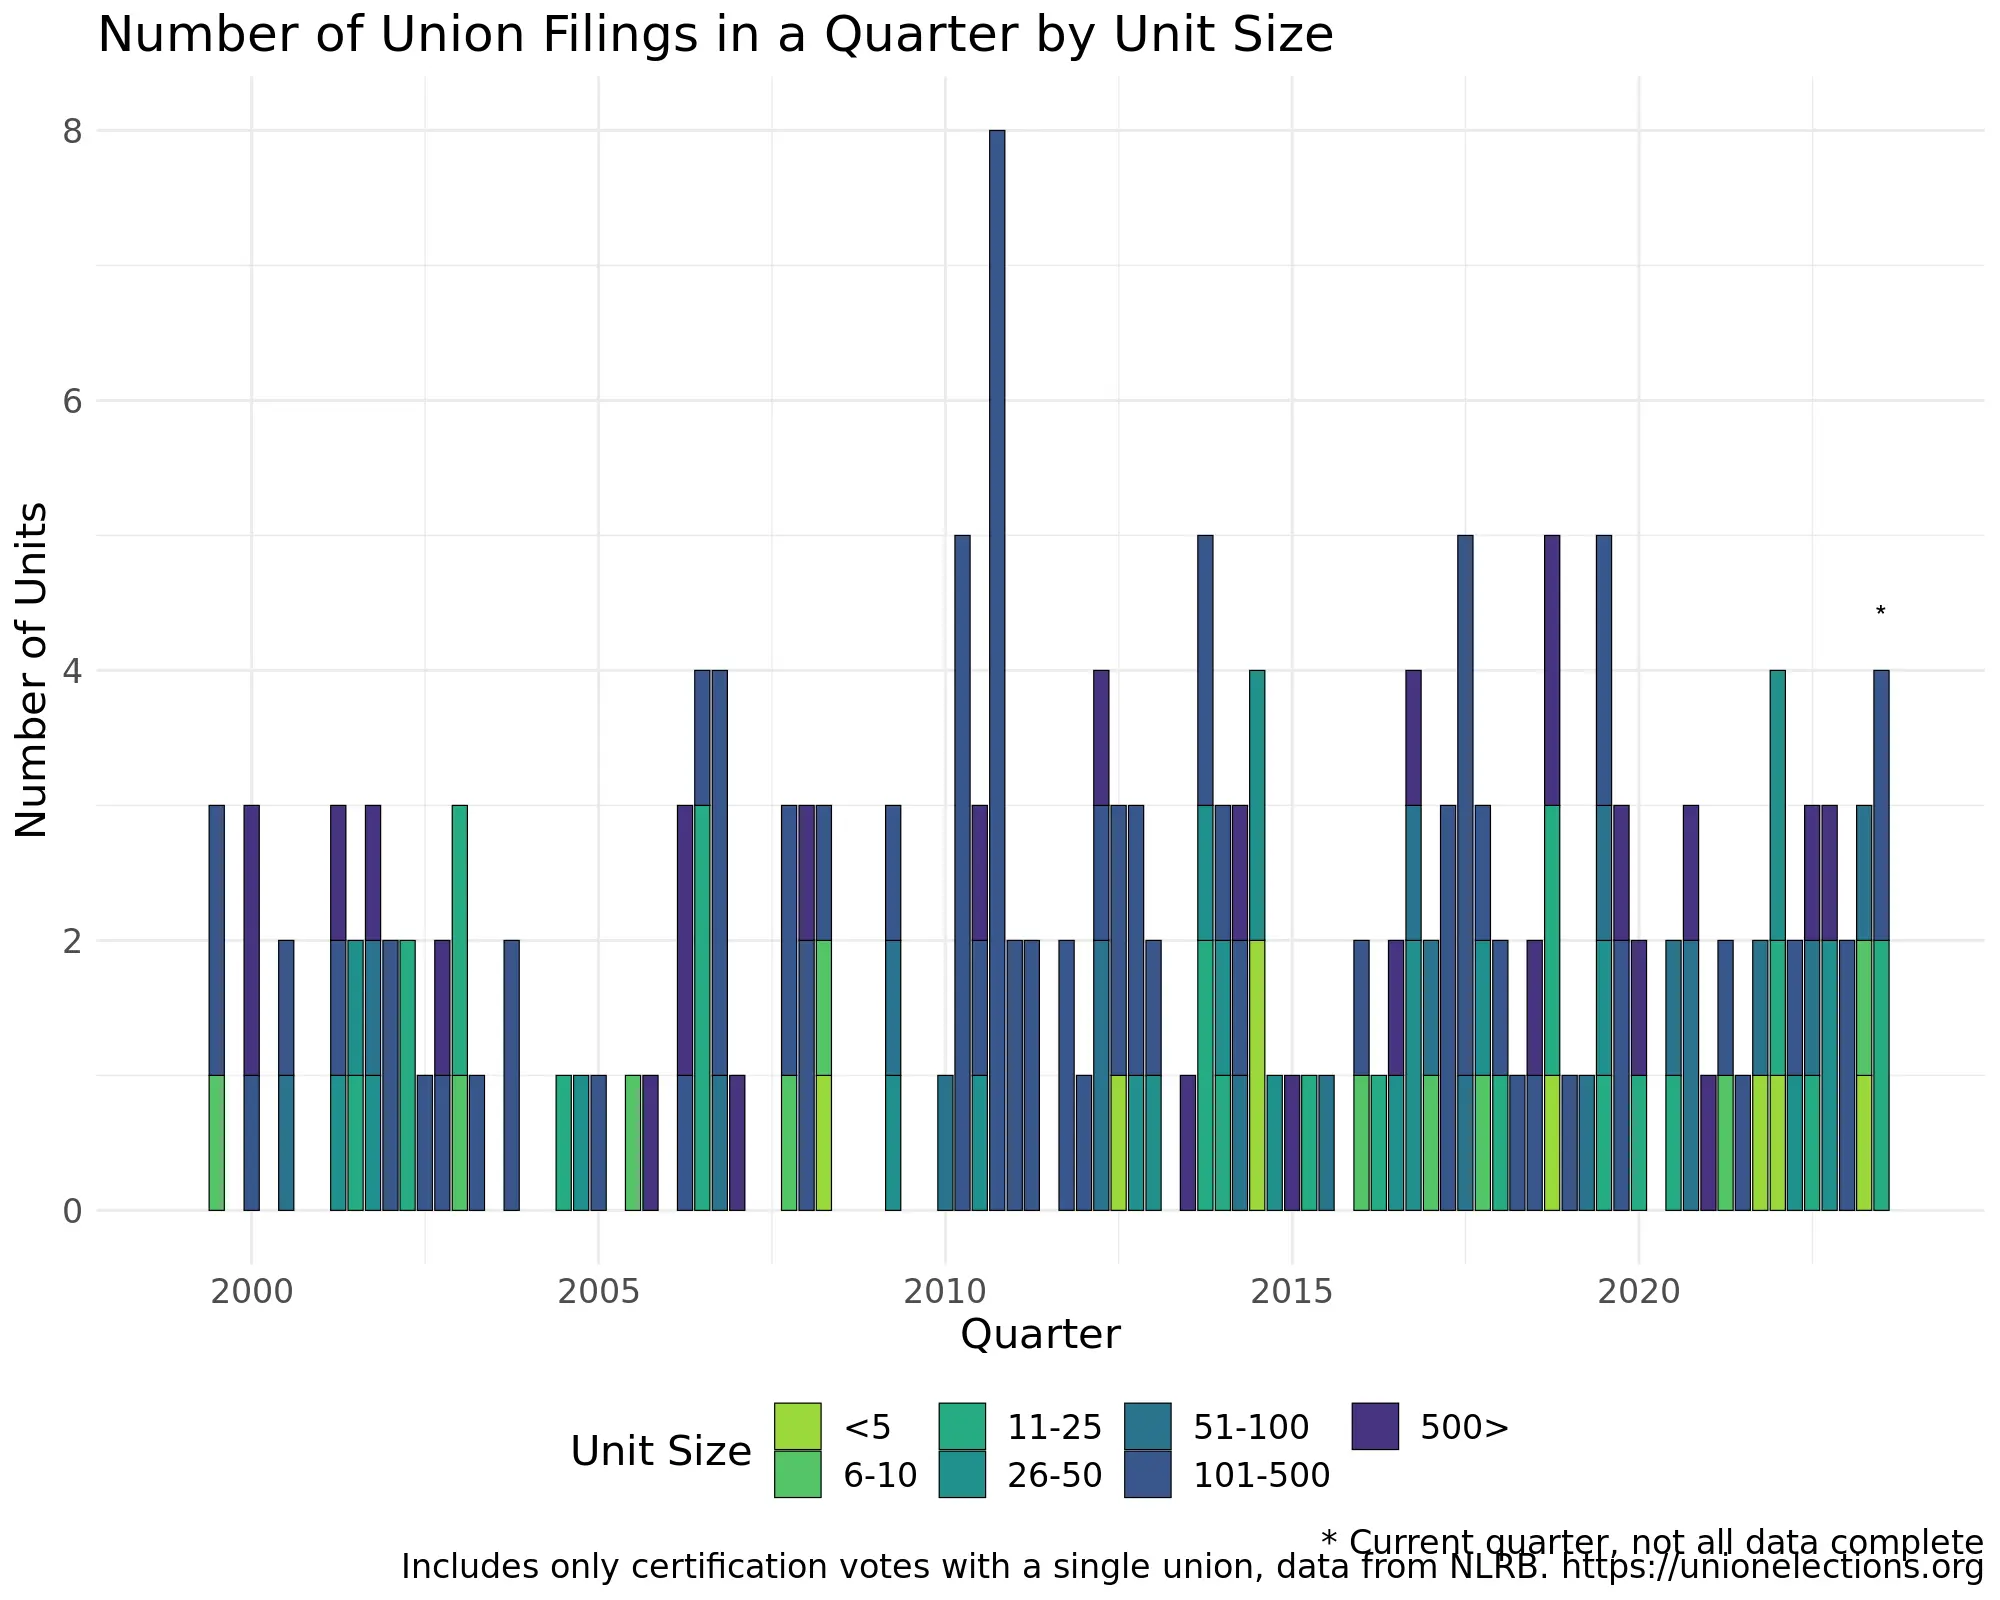 Number of Union Filings in a Quarter by Unit Size
Number of Units
8
6
4
2
0
*
2000 2005 2010 2015 2020
Quarter
Unit Size
<5 11-25 51-100 500>
6-10 26-50 101-500
* Current quarter, not all data complete
Includes only certification votes with a single union, data from NLRB. https://unionelections.org